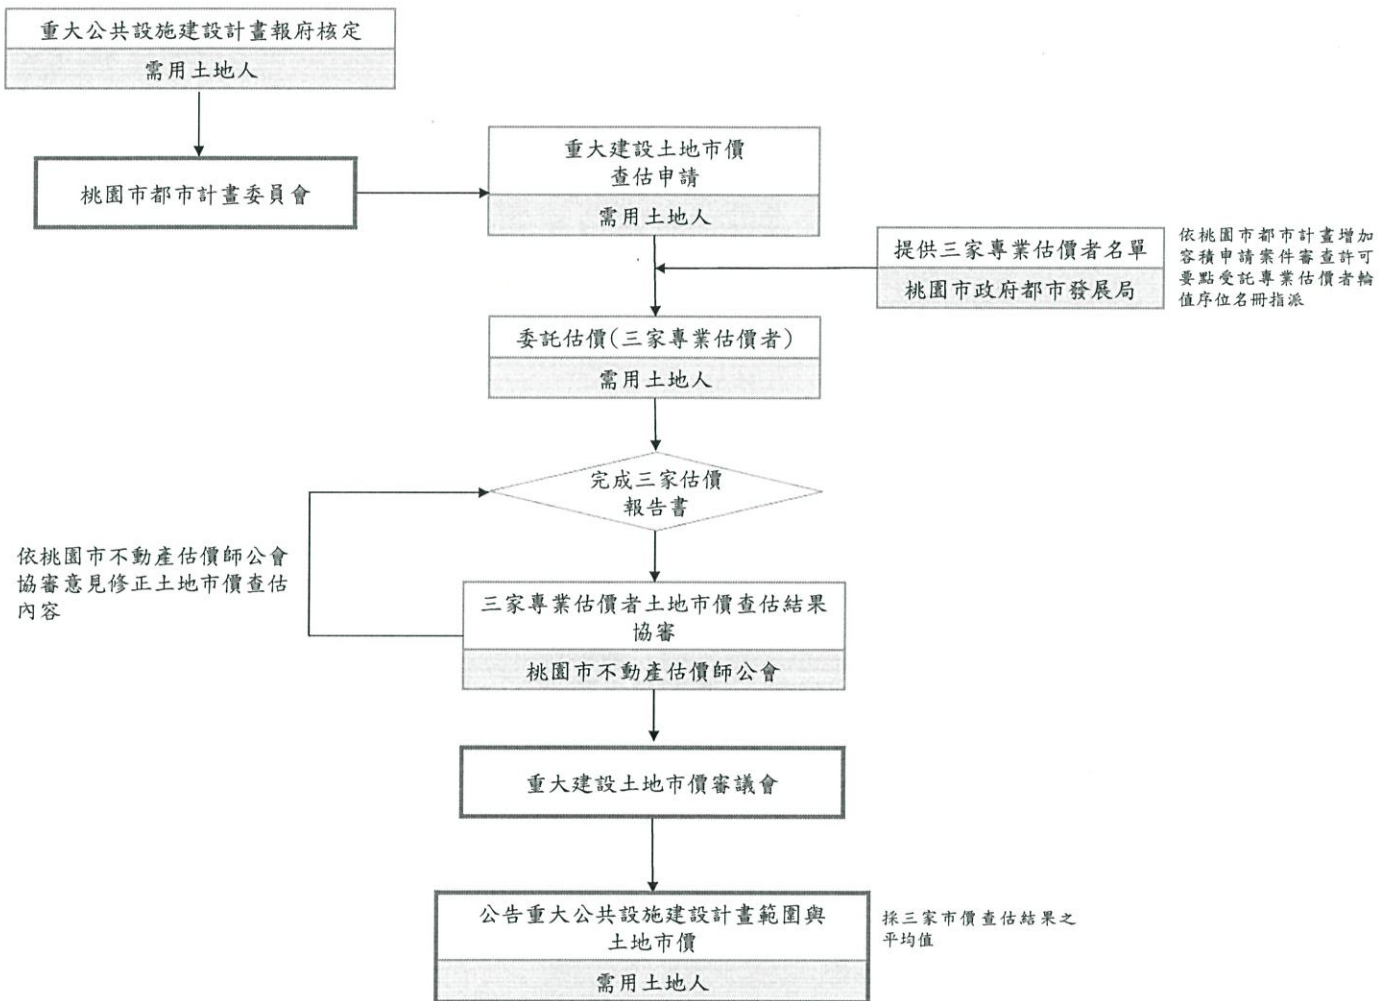 重大公共設施建設計畫報府核定
需用土地人
桃園市都市計畫委員會
重大建設土地市價
查估申請
需用土地人
提供三家專業估價者名單
桃園市政府都市發展局
依桃園市都市計畫增加
容積申請案件審查許可
要點受託專業估價者輪
值序位名冊指派
委託估價(三家專業估價者)
需用土地人
完成三家估價
報告書
依桃園市不動產估價師公會
協審意見修正土地市價查估
內容
三家專業估價者土地市價查估結果
協審
桃園市不動產估價師公會
重大建設土地市價審議會
公告重大公共設施建設計畫範圍與
土地市價
需用土地人
採三家市價查估結果之
平均值